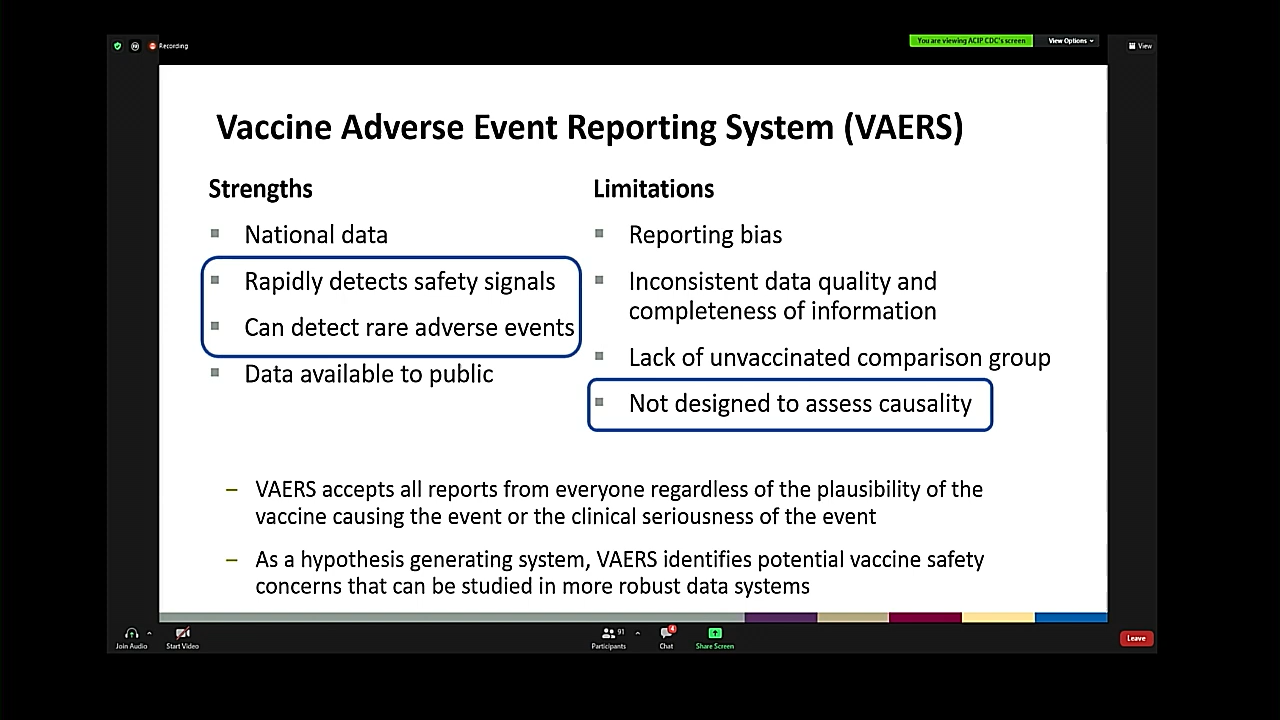 Recording
You are viewing ACIP CDC's screen
View Options
View
Vaccine Adverse Event Reporting System (VAERS)
Strengths
National data
Rapidly detects safety signals
Can detect rare adverse events
Data available to public
Limitations
Reporting bias
Inconsistent data quality and
completeness of information
Lack of unvaccinated comparison group
Not designed to assess causality
– VAERS accepts all reports from everyone regardless of the plausibility of the
vaccine causing the event or the clinical seriousness of the event
– As a hypothesis generating system, VAERS identifies potential vaccine safety
concerns that can be studied in more robust data systems
Join Audio
Start Video
91
Participants
4
Chat
Share Screen
Leave